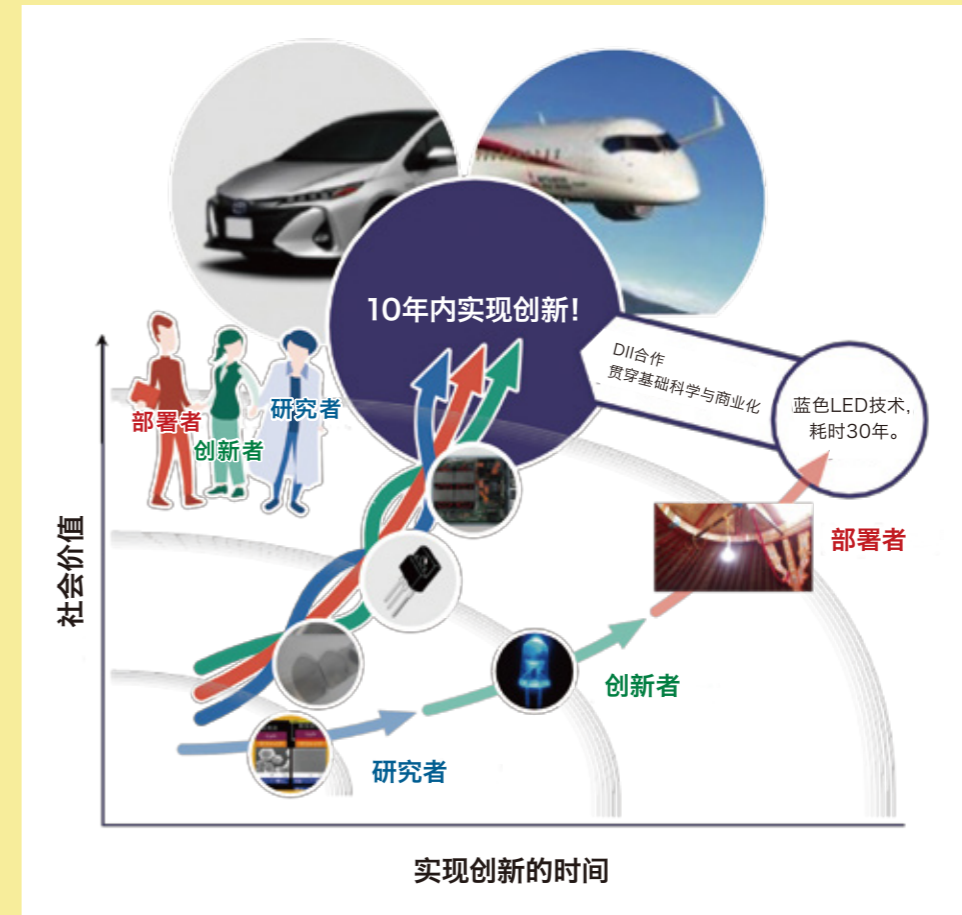 10年内实现创新!
DII合作
贯穿基础科学与商业化
蓝色LED技术,
耗时30年。
部署者
创新者
研究者
部署者
创新者
研究者
社会价值
实现创新的时间